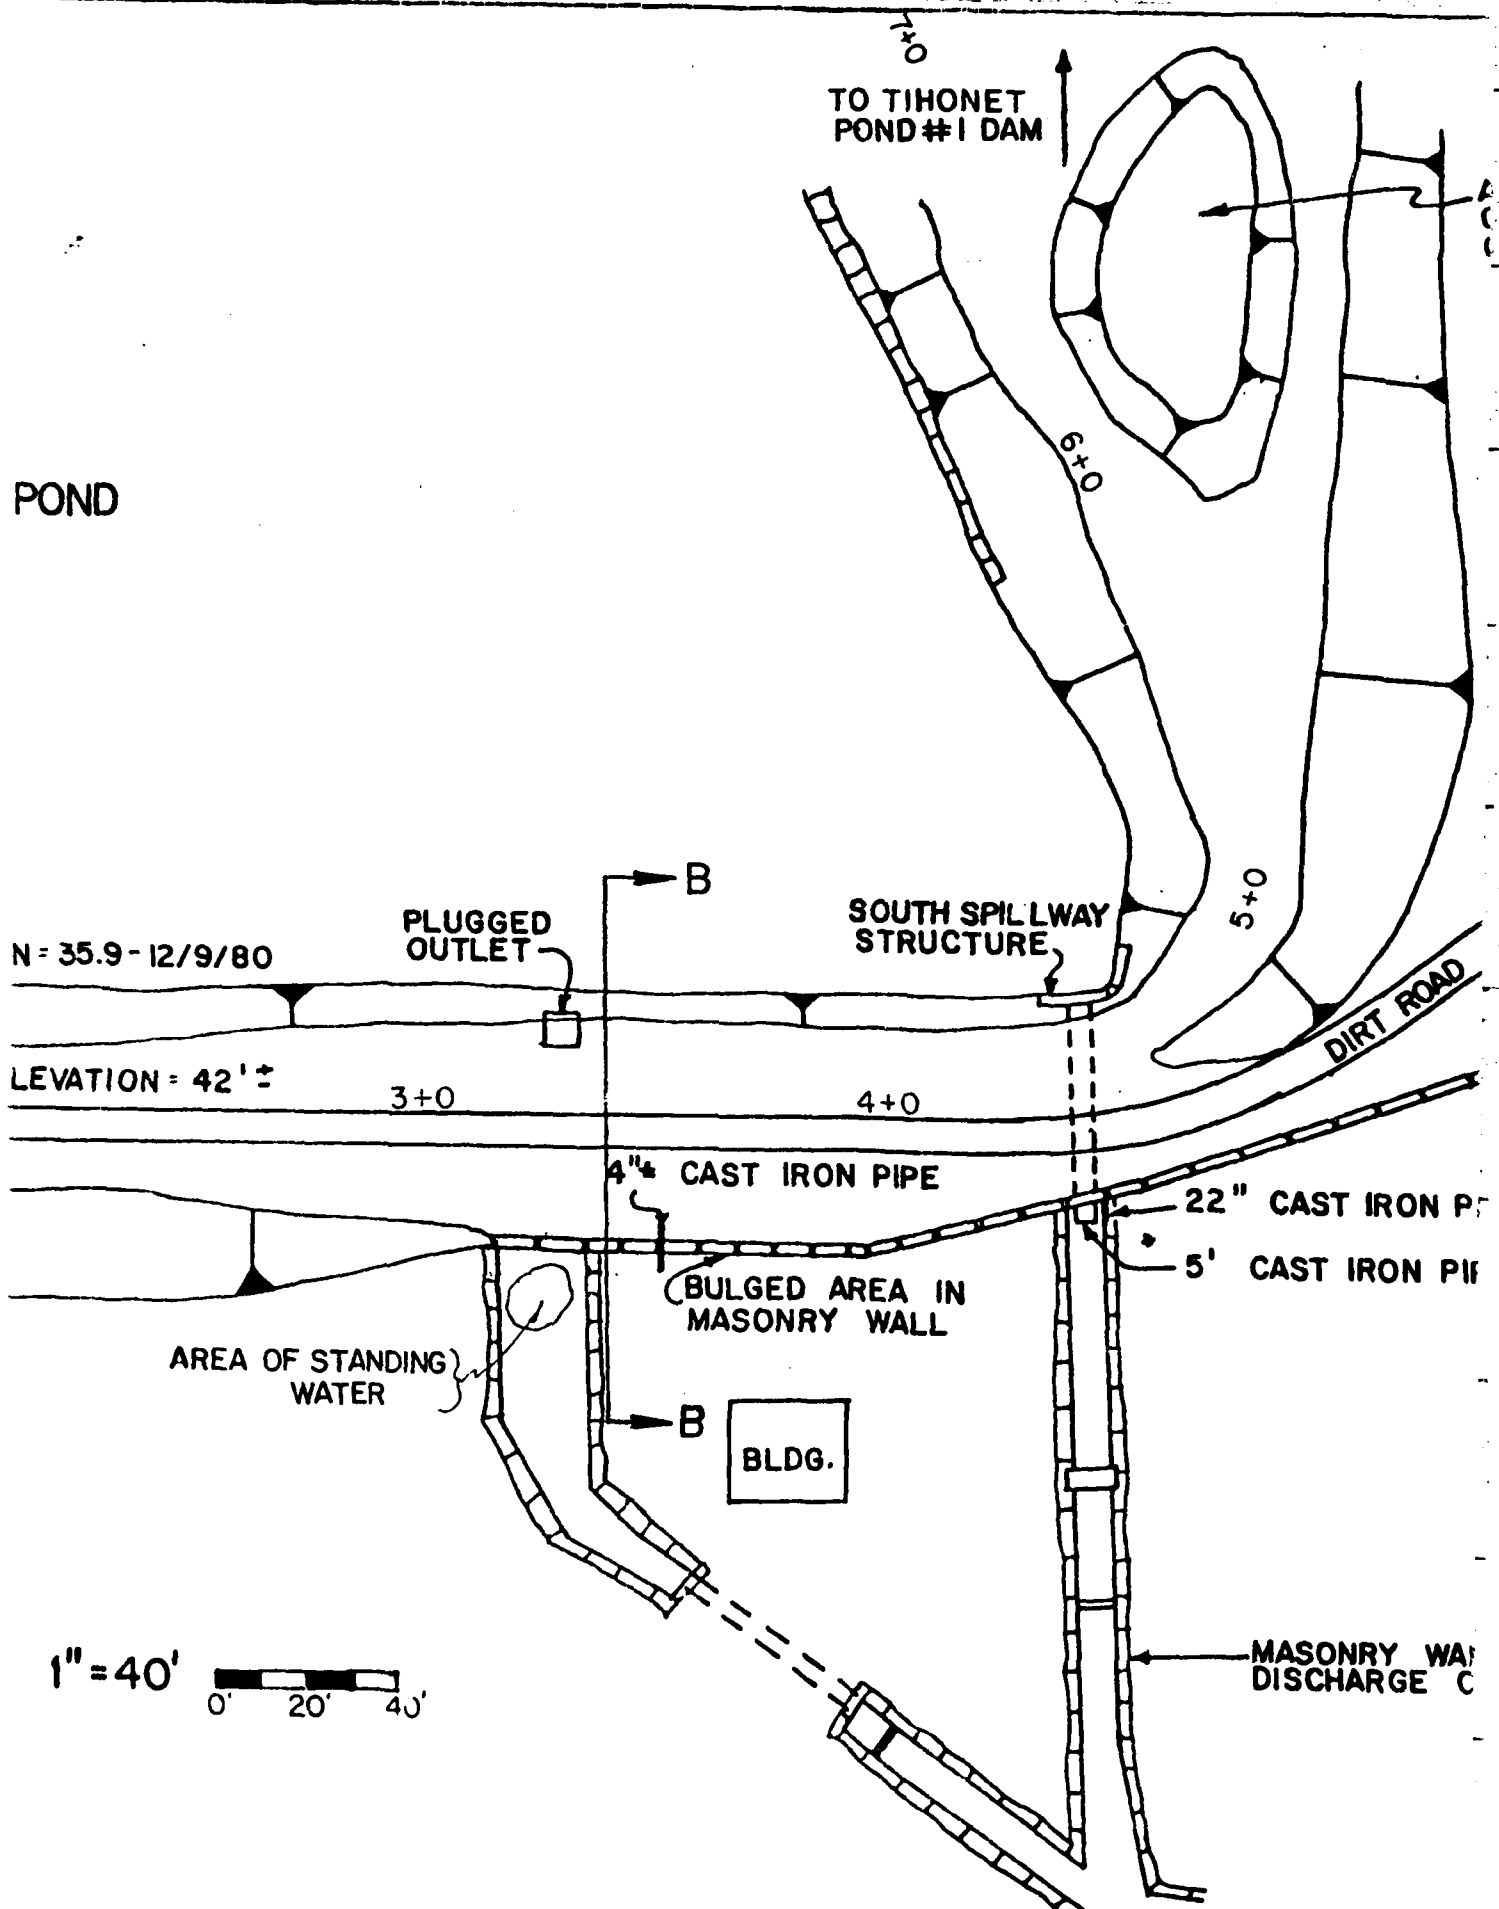 7+0
TO TIHONET
POND #1 DAM
6+0
POND
B
5+0
PLUGGED
OUTLET
SOUTH SPILLWAY
STRUCTURE
N = 35.9 - 12/9/80
DIRT ROAD
LEVATION = 42' ±
3+0
4+0
4"± CAST IRON PIPE
22" CAST IRON
5' CAST IRON
BULGED AREA IN
MASONRY WALL
AREA OF STANDING
WATER
B
BLDG.
1" = 40'
0' 20' 40'
MASONRY
DISCHARGE